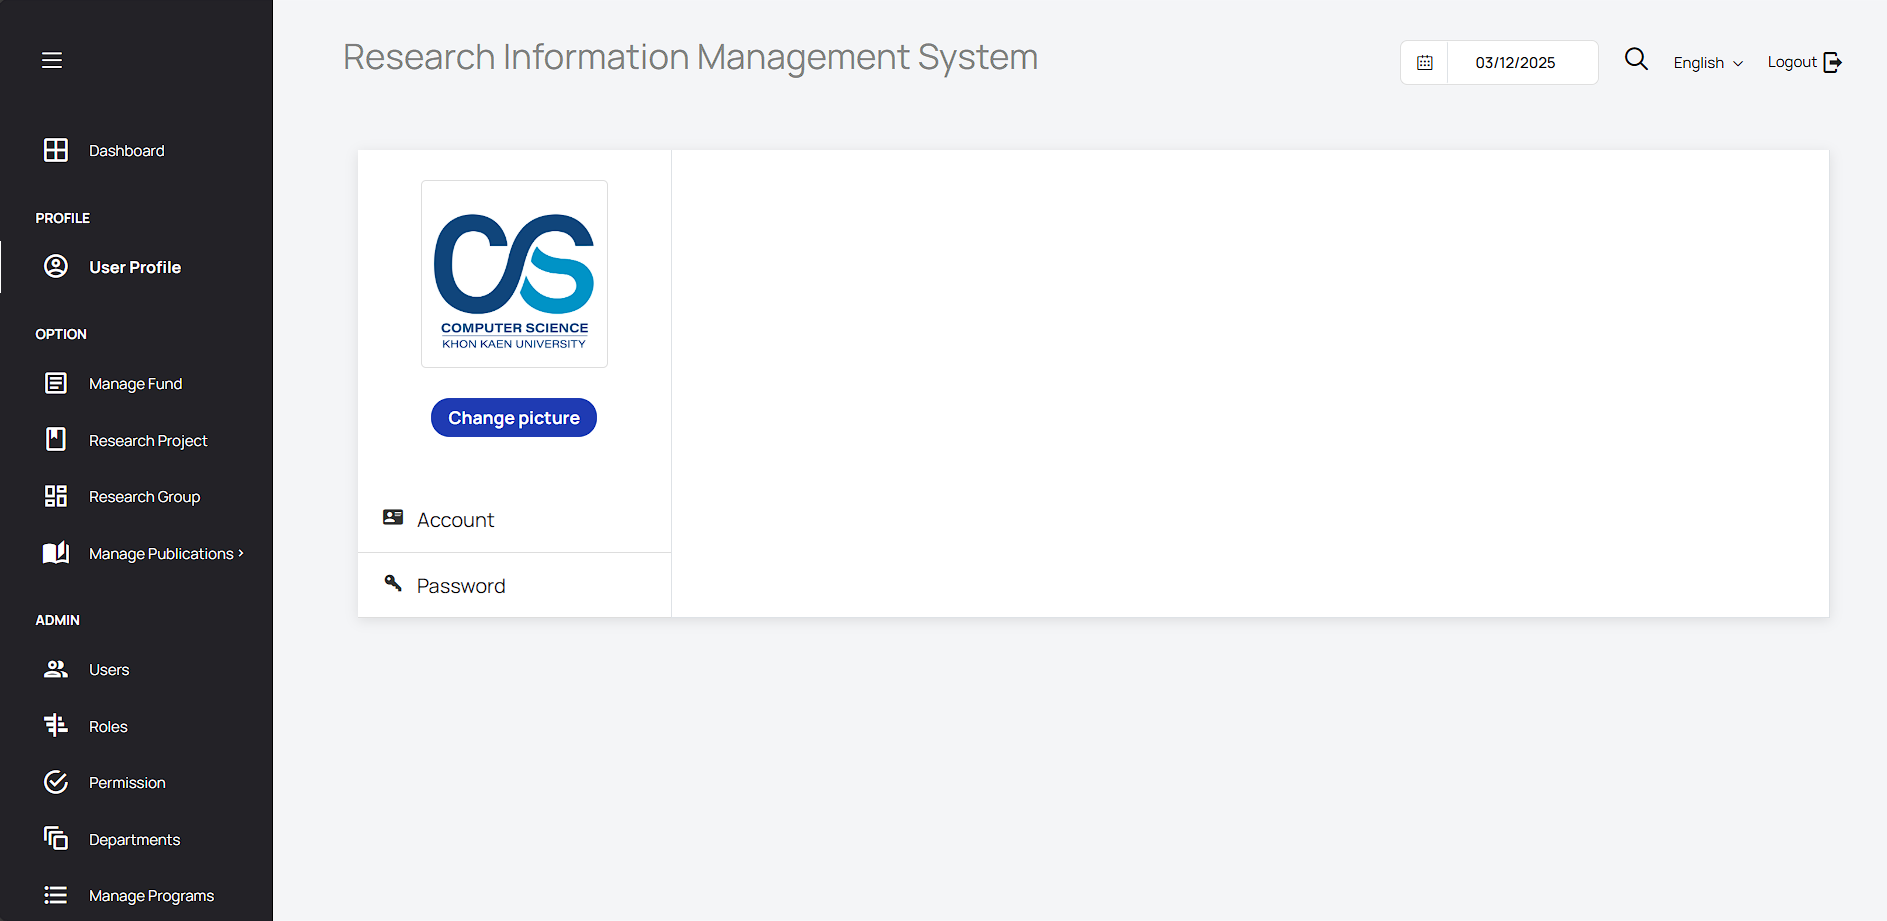 Research Information Management System
03/12/2025
English
Logout
Dashboard
PROFILE
User Profile
OPTION
Manage Fund
Research Project
Research Group
Manage Publications
ADMIN
Users
Roles
Permission
Departments
Manage Programs
CS
COMPUTER SCIENCE
KHON KAEN UNIVERSITY
Change picture
Account
Password